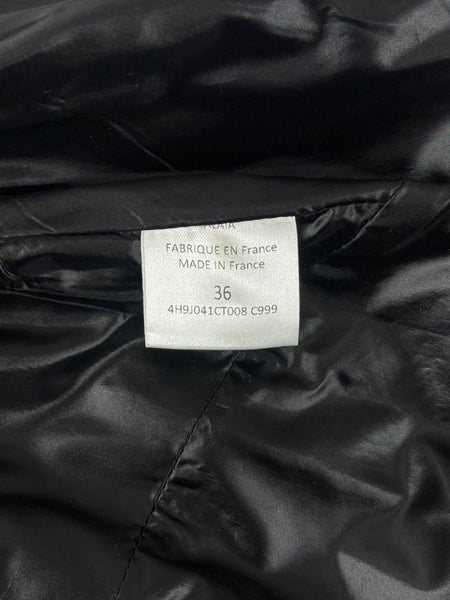 FABRIQUE EN France
MADE IN France
36
4H9J041CT008 C999